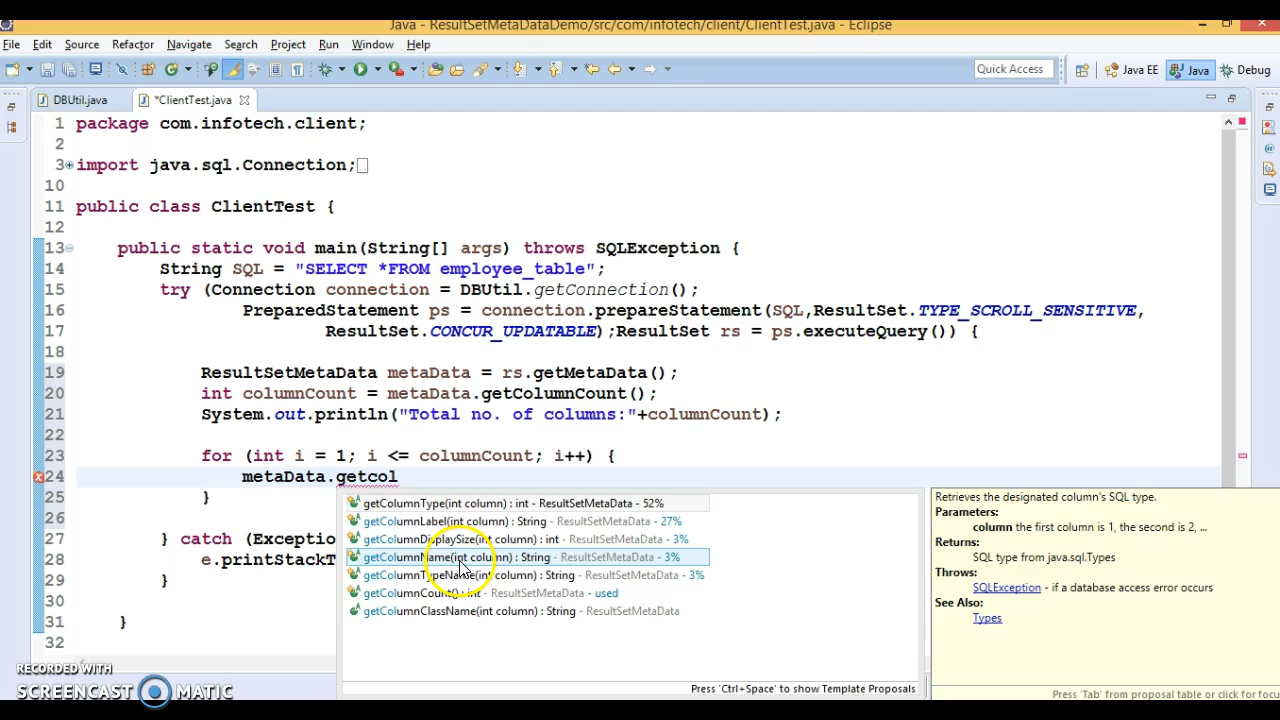 Java - ResultSetMetaDataDemo/src/com/infotech/client/ClientTest.java - Eclipse
File Edit Source Refactor Navigate Search Project Run Window Help
Quick Access Java EE Java Debug
DBUtil.java *ClientTest.java
1 package com.infotech.client;
2
3 import java.sql.Connection;
10
11 public class ClientTest {
12
13 public static void main(String[] args) throws SQLException {
14 String SQL = "SELECT *FROM employee_table";
15 try (Connection connection = DBUtil.getConnection();
16 PreparedStatement ps = connection.prepareStatement(SQL,ResultSet.TYPE_SCROLL_SENSITIVE,
17 ResultSet.CONCUR_UPDATABLE);ResultSet rs = ps.executeQuery()) {
18
19 ResultSetMetaData metaData = rs.getMetaData();
20 int columnCount = metaData.getColumnCount();
21 System.out.println("Total no. of columns:"+columnCount);
22
23 for (int i = 1; i <= columnCount; i++) {
24 metaData.getcol
25 }
26
27 } catch (Exception
28 e.printStackT
29 }
30
31 }
32
getColumnType(int column) : int - ResultSetMetaData - 52%
getColumnLabel(int column) : String - ResultSetMetaData - 27%
getColumnDisplaySize(int column) : int - ResultSetMetaData - 3%
getColumnName(int column) : String - ResultSetMetaData - 3%
getColumnTypeName(int column) : String - ResultSetMetaData - 3%
getColumnCount() : int - ResultSetMetaData - used
getColumnClassName(int column) : String - ResultSetMetaData
Press 'Ctrl+Space' to show Template Proposals
Retrieves the designated column's SQL type.
Parameters:
column the first column is 1, the second is 2, ...
Returns:
SQL type from java.sql.Types
Throws:
SQLException - if a database access error occurs
See Also:
Types
Press 'Tab' from proposal table or click for focus
RECORDED WITH
SCREENCAST MATIC